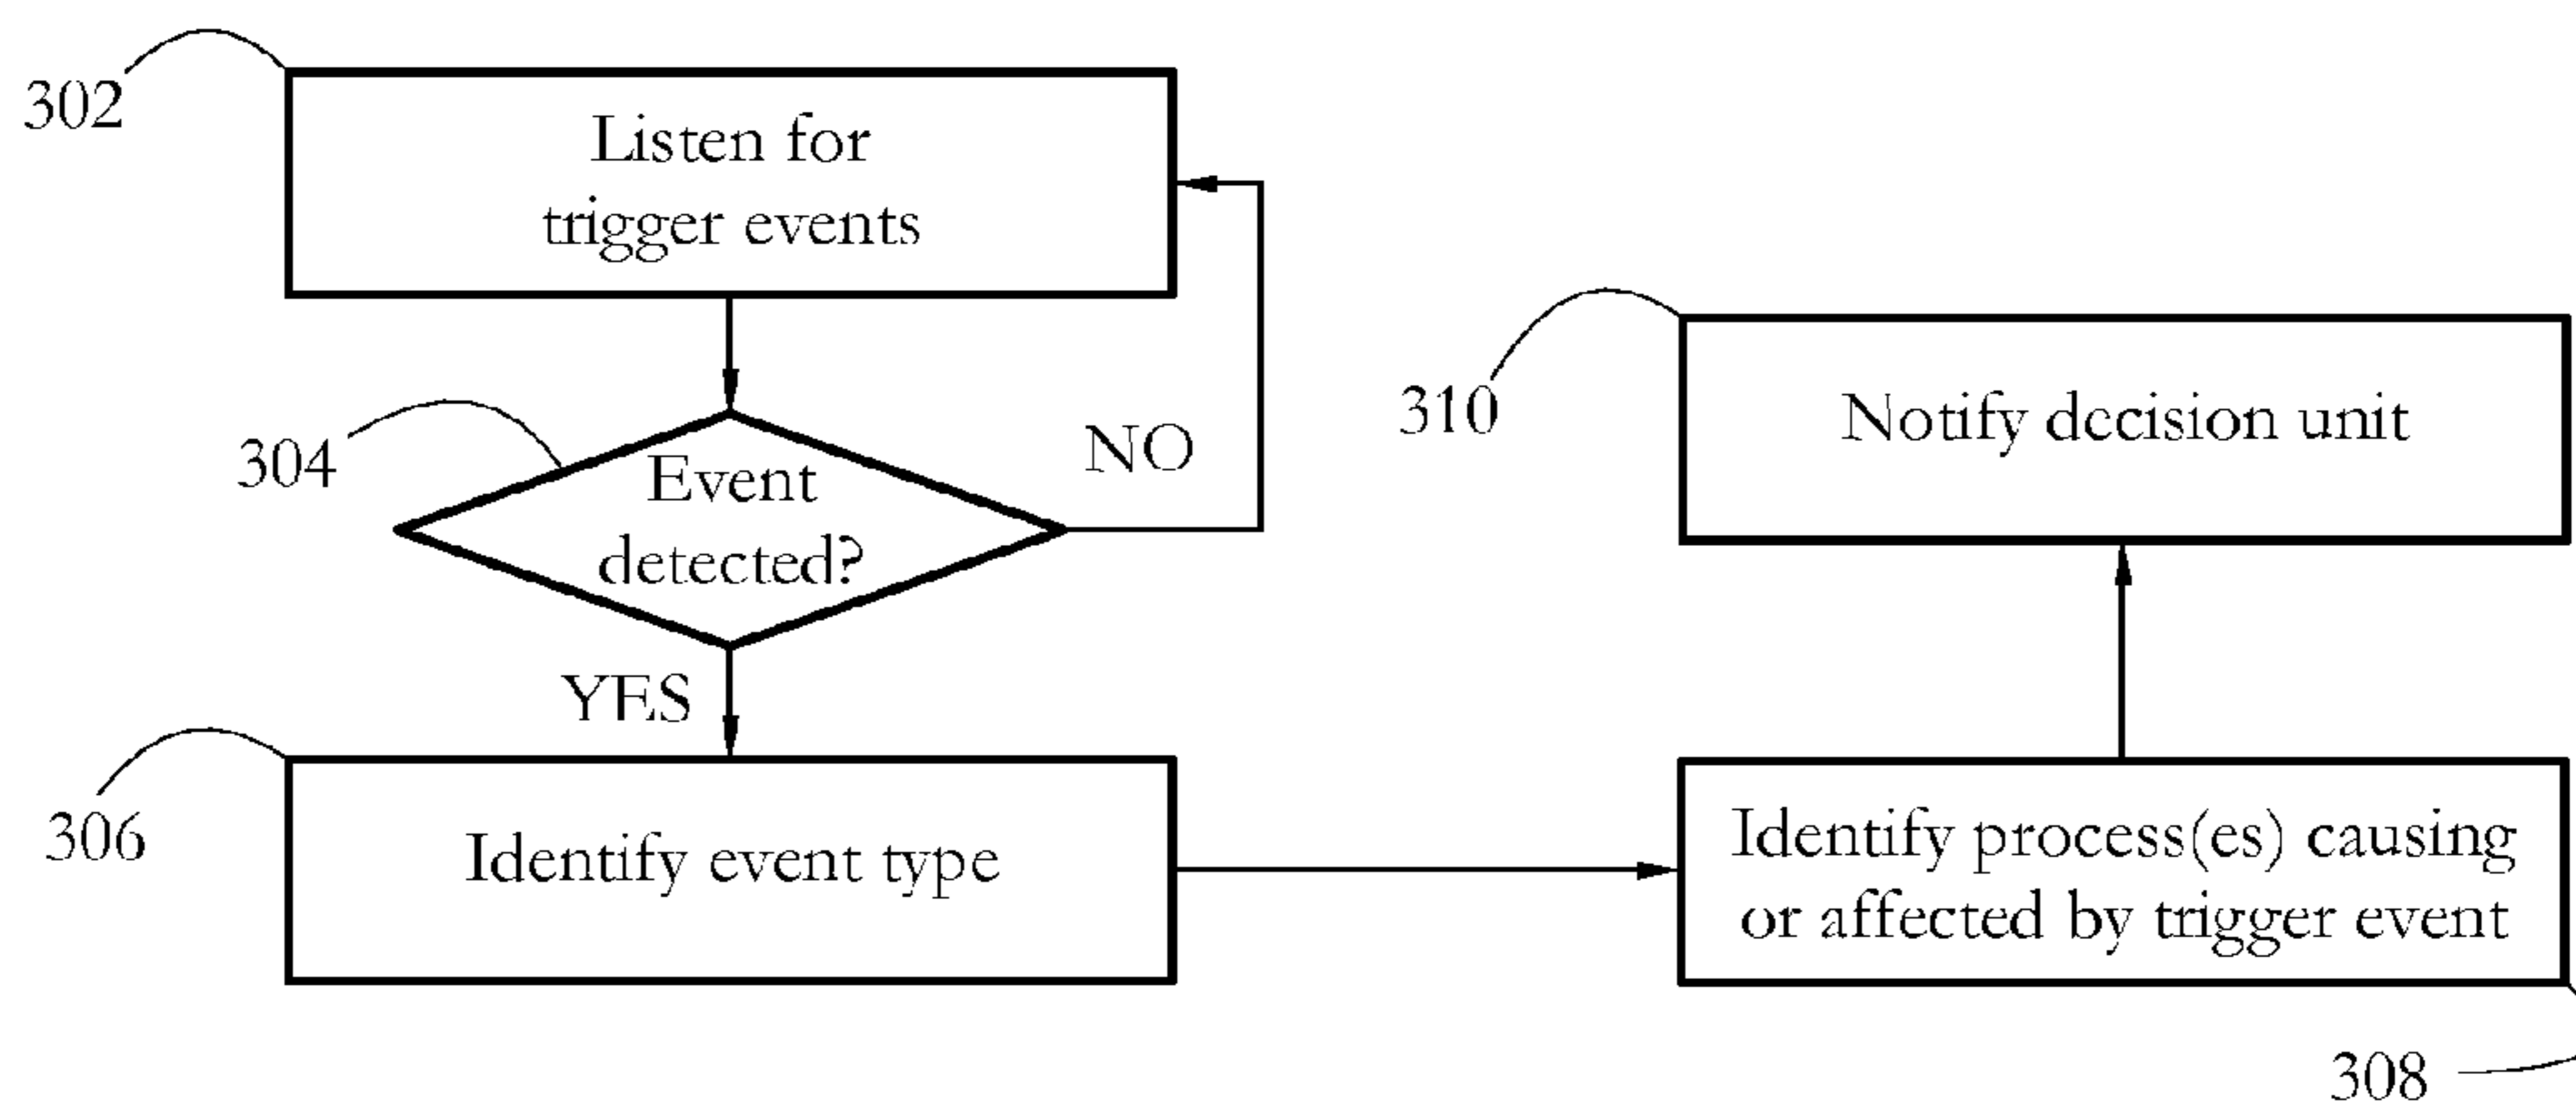 302
Listen for
trigger events
304
Event
detected?
NO
YES
306
Identify event type
310
Notify decision unit
Identify process(es) causing
or affected by trigger event
308